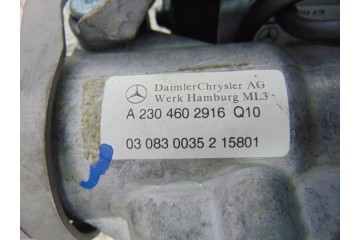 DaimlerChrysler AG
Werk Hamburg ML3
A 230 460 2916 Q10
03 083 0035 2 15801